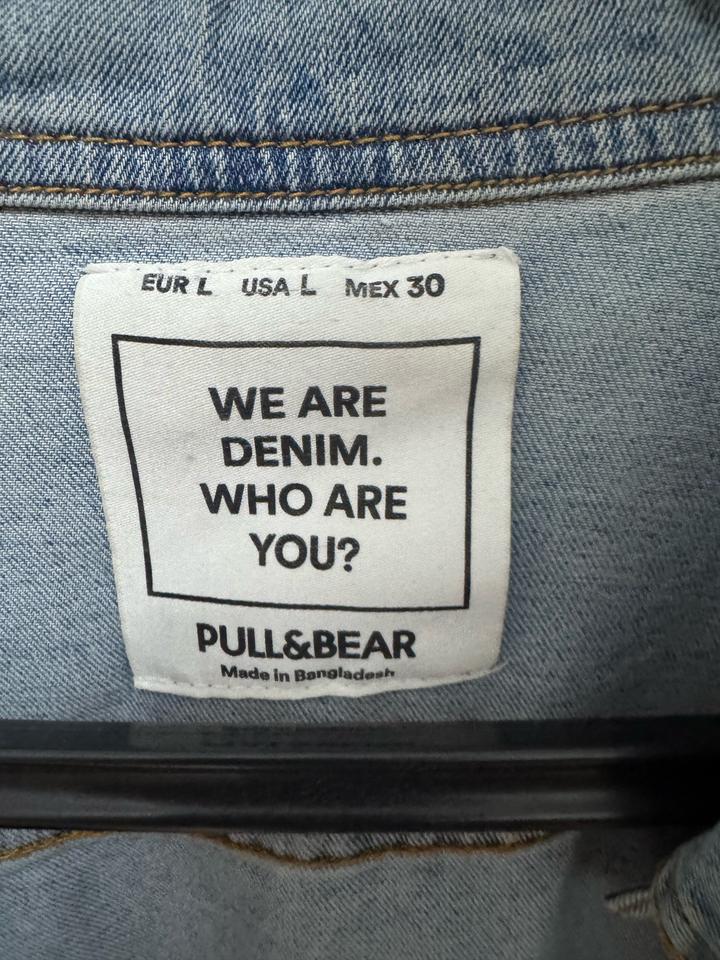 EUR L USA L MEX 30
WE ARE
DENIM.
WHO ARE
YOU?
PULL&BEAR
Made in Bangladesh